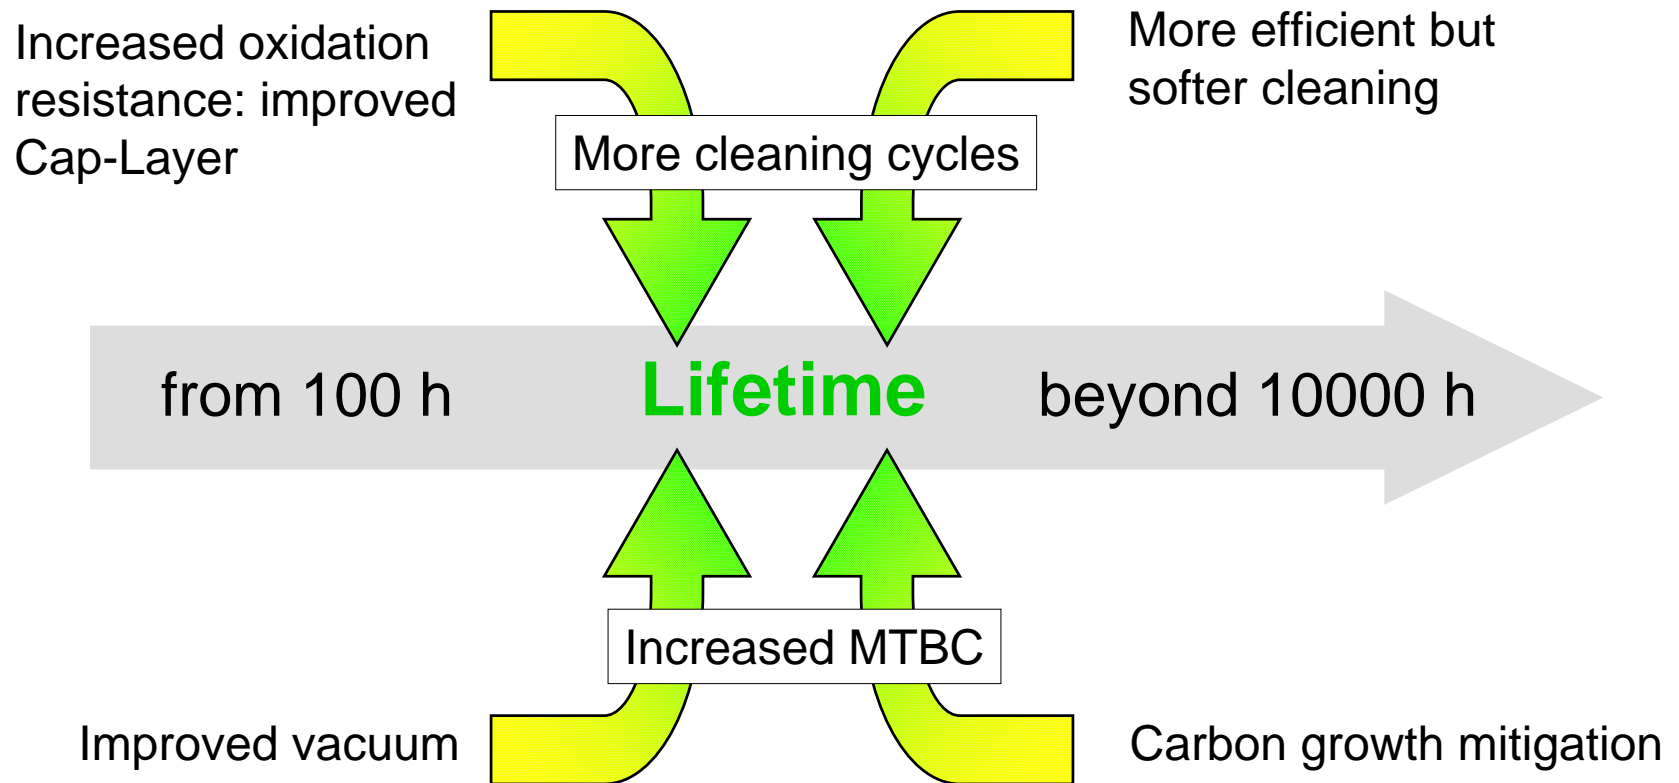 Increased oxidation
resistance: improved
Cap-Layer
More efficient but
softer cleaning
More cleaning cycles
from 100 h
Lifetime
beyond 10000 h
Increased MTBC
Improved vacuum
Carbon growth mitigation